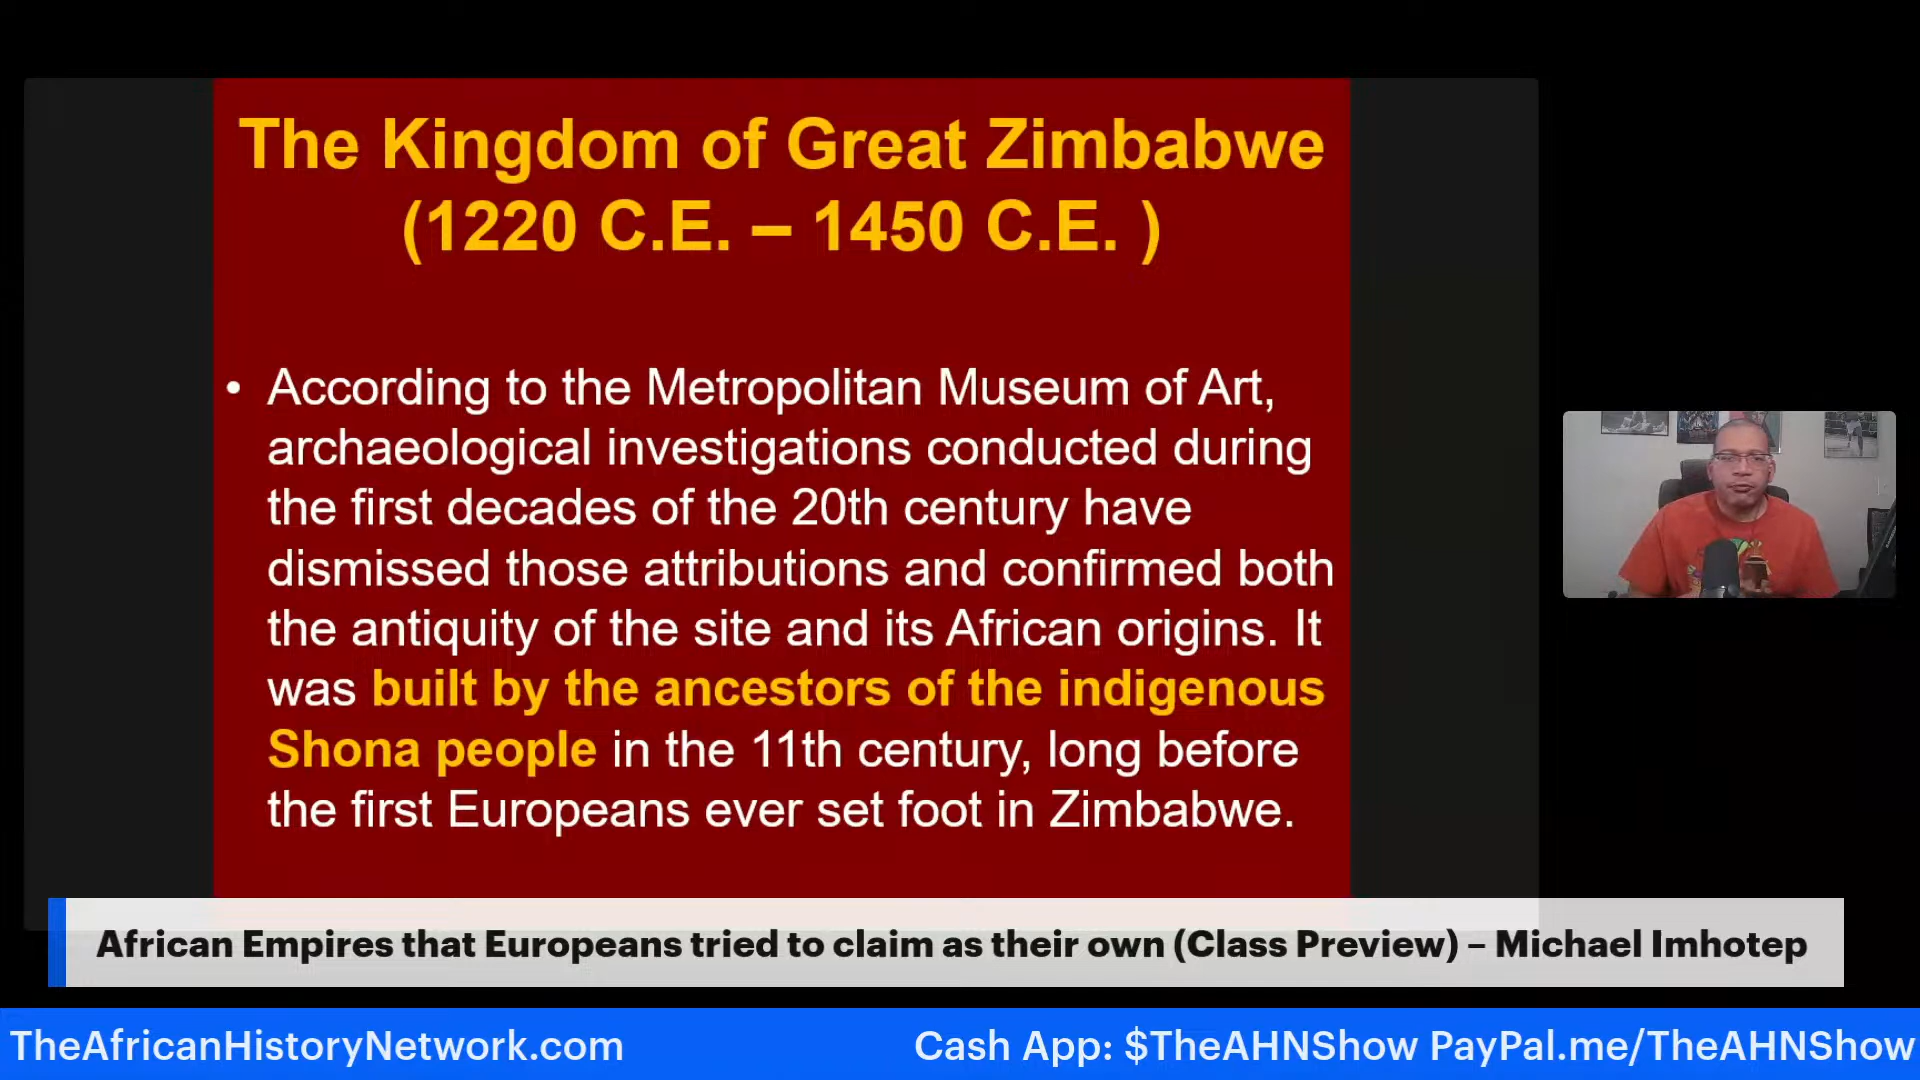 The Kingdom of Great Zimbabwe
(1220 C.E. – 1450 C.E. )
• According to the Metropolitan Museum of Art,
archaeological investigations conducted during
the first decades of the 20th century have
dismissed those attributions and confirmed both
the antiquity of the site and its African origins. It
was built by the ancestors of the indigenous
Shona people in the 11th century, long before
the first Europeans ever set foot in Zimbabwe.
African Empires that Europeans tried to claim as their own (Class Preview) – Michael Imhotep
TheAfricanHistoryNetwork.com
Cash App: $TheAHNShow PayPal.me/TheAHNShow